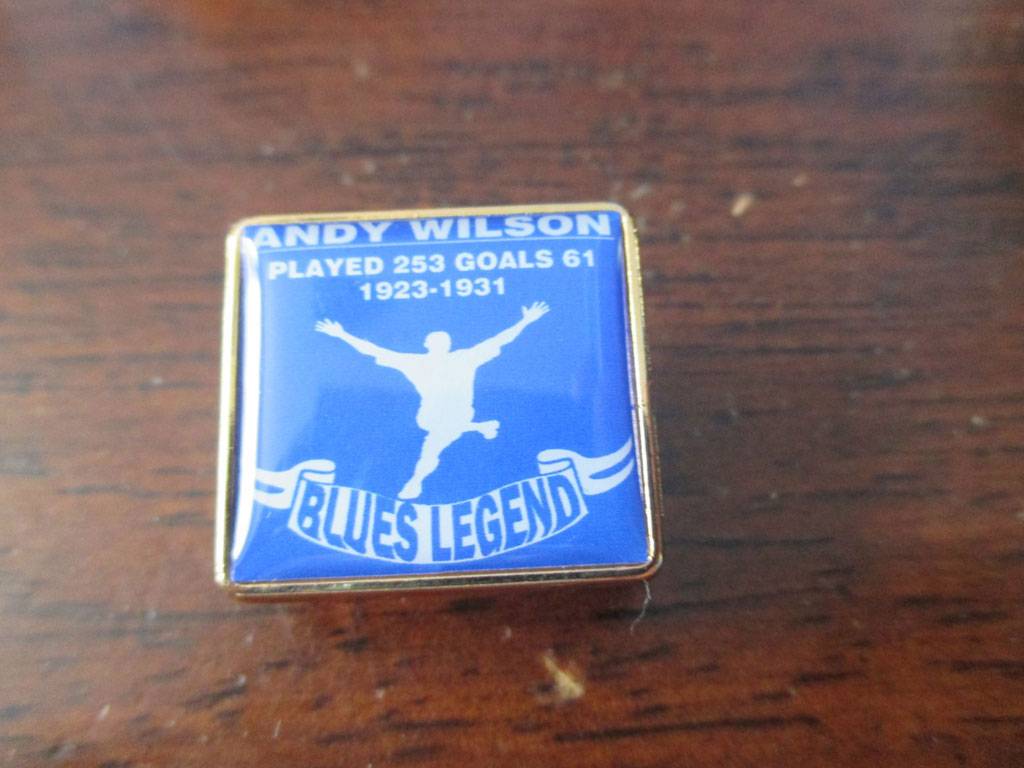 ANDY WILSON
PLAYED 253 GOALS 61
1923-1931
BLUES LEGEND